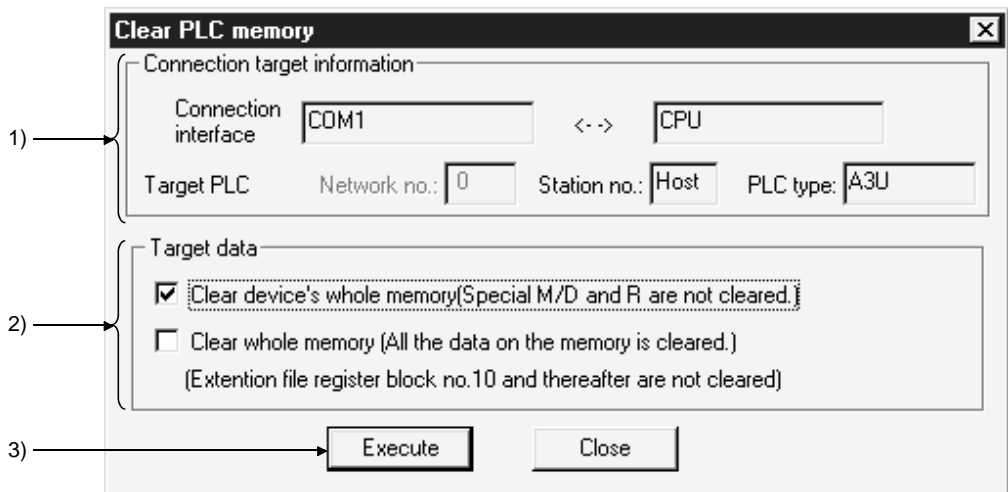 Clear PLC memory
Connection target information
1)
Connection interface COM1 <--> CPU
Target PLC Network no.: 0 Station no.: Host PLC type: A3U
Target data
Clear device's whole memory(Special M/D and R are not cleared.)
2)
Clear whole memory (All the data on the memory is cleared.)
(Extention file register block no.10 and thereafter are not cleared)
3)
Execute Close